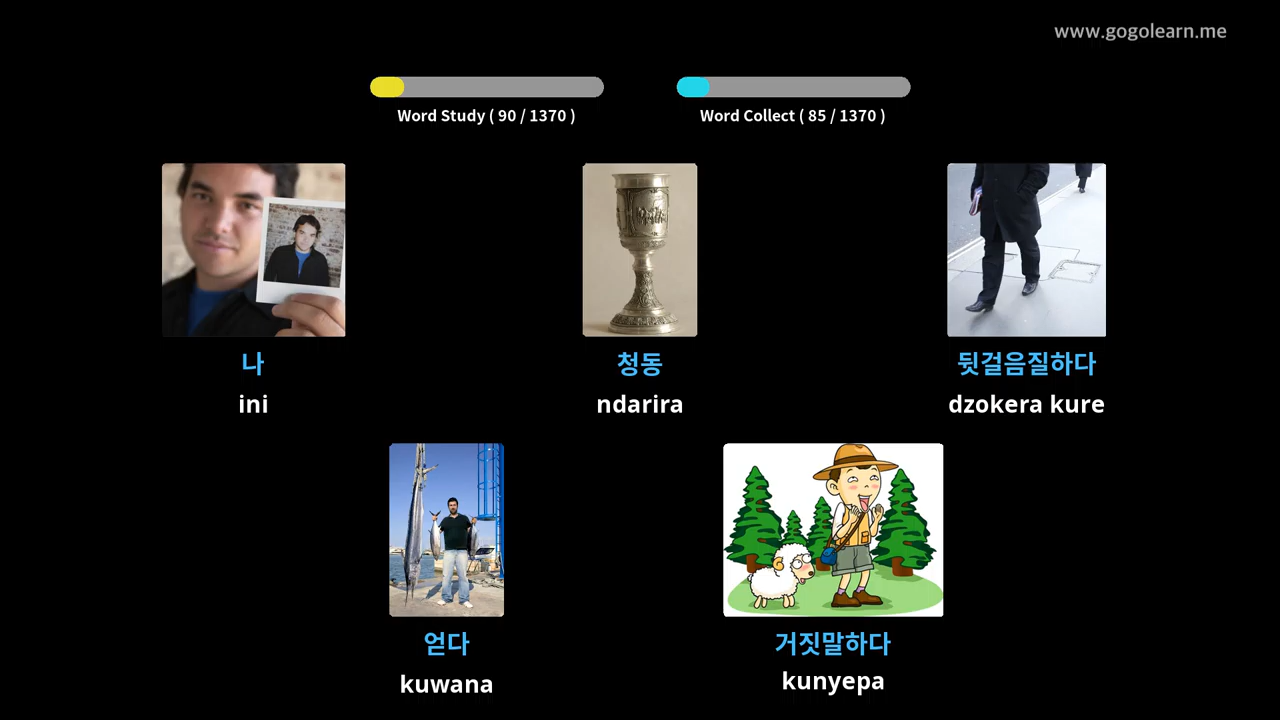 www.gogolearn.me
Word Study ( 90 / 1370 )
Word Collect ( 85 / 1370 )
나
ini
청동
ndarira
뒷걸음질하다
dzokera kure
얻다
kuwana
거짓말하다
kunyepa